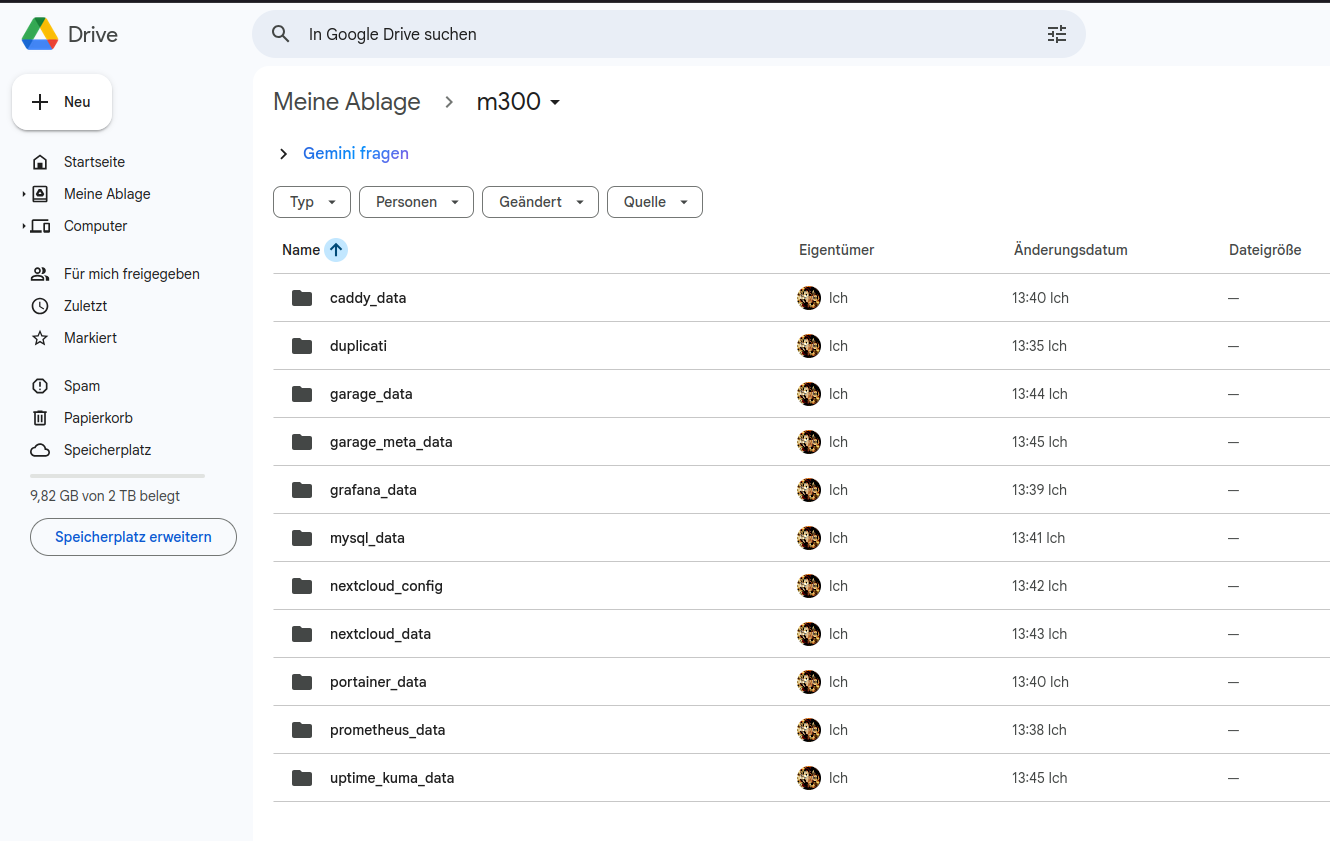 Drive
In Google Drive suchen
Neu
Startseite
Meine Ablage
Computer
Für mich freigegeben
Zuletzt
Markiert
Spam
Papierkorb
Speicherplatz
9,82 GB von 2 TB belegt
Speicherplatz erweitern
Meine Ablage m300
Gemini fragen
Typ Personen Geändert Quelle
Name Eigentümer Änderungsdatum Dateigröße
caddy_data Ich 13:40 Ich —
duplicati Ich 13:35 Ich —
garage_data Ich 13:44 Ich —
garage_meta_data Ich 13:45 Ich —
grafana_data Ich 13:39 Ich —
mysql_data Ich 13:41 Ich —
nextcloud_config Ich 13:42 Ich —
nextcloud_data Ich 13:43 Ich —
portainer_data Ich 13:40 Ich —
prometheus_data Ich 13:38 Ich —
uptime_kuma_data Ich 13:45 Ich —